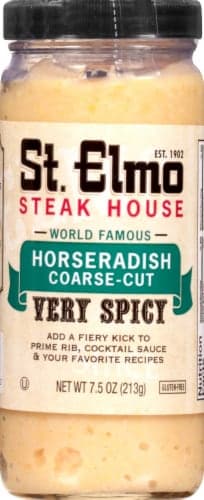 EST. 1902
St. Elmo
STEAK HOUSE
WORLD FAMOUS
HORSERADISH
COARSE-CUT
VERY SPICY
ADD A FIERY KICK TO
PRIME RIB, COCKTAIL SAUCE
& YOUR FAVORITE RECIPES
U
NET WT 7.5 OZ (213g)
GLUTEN-FREE
Nutrition